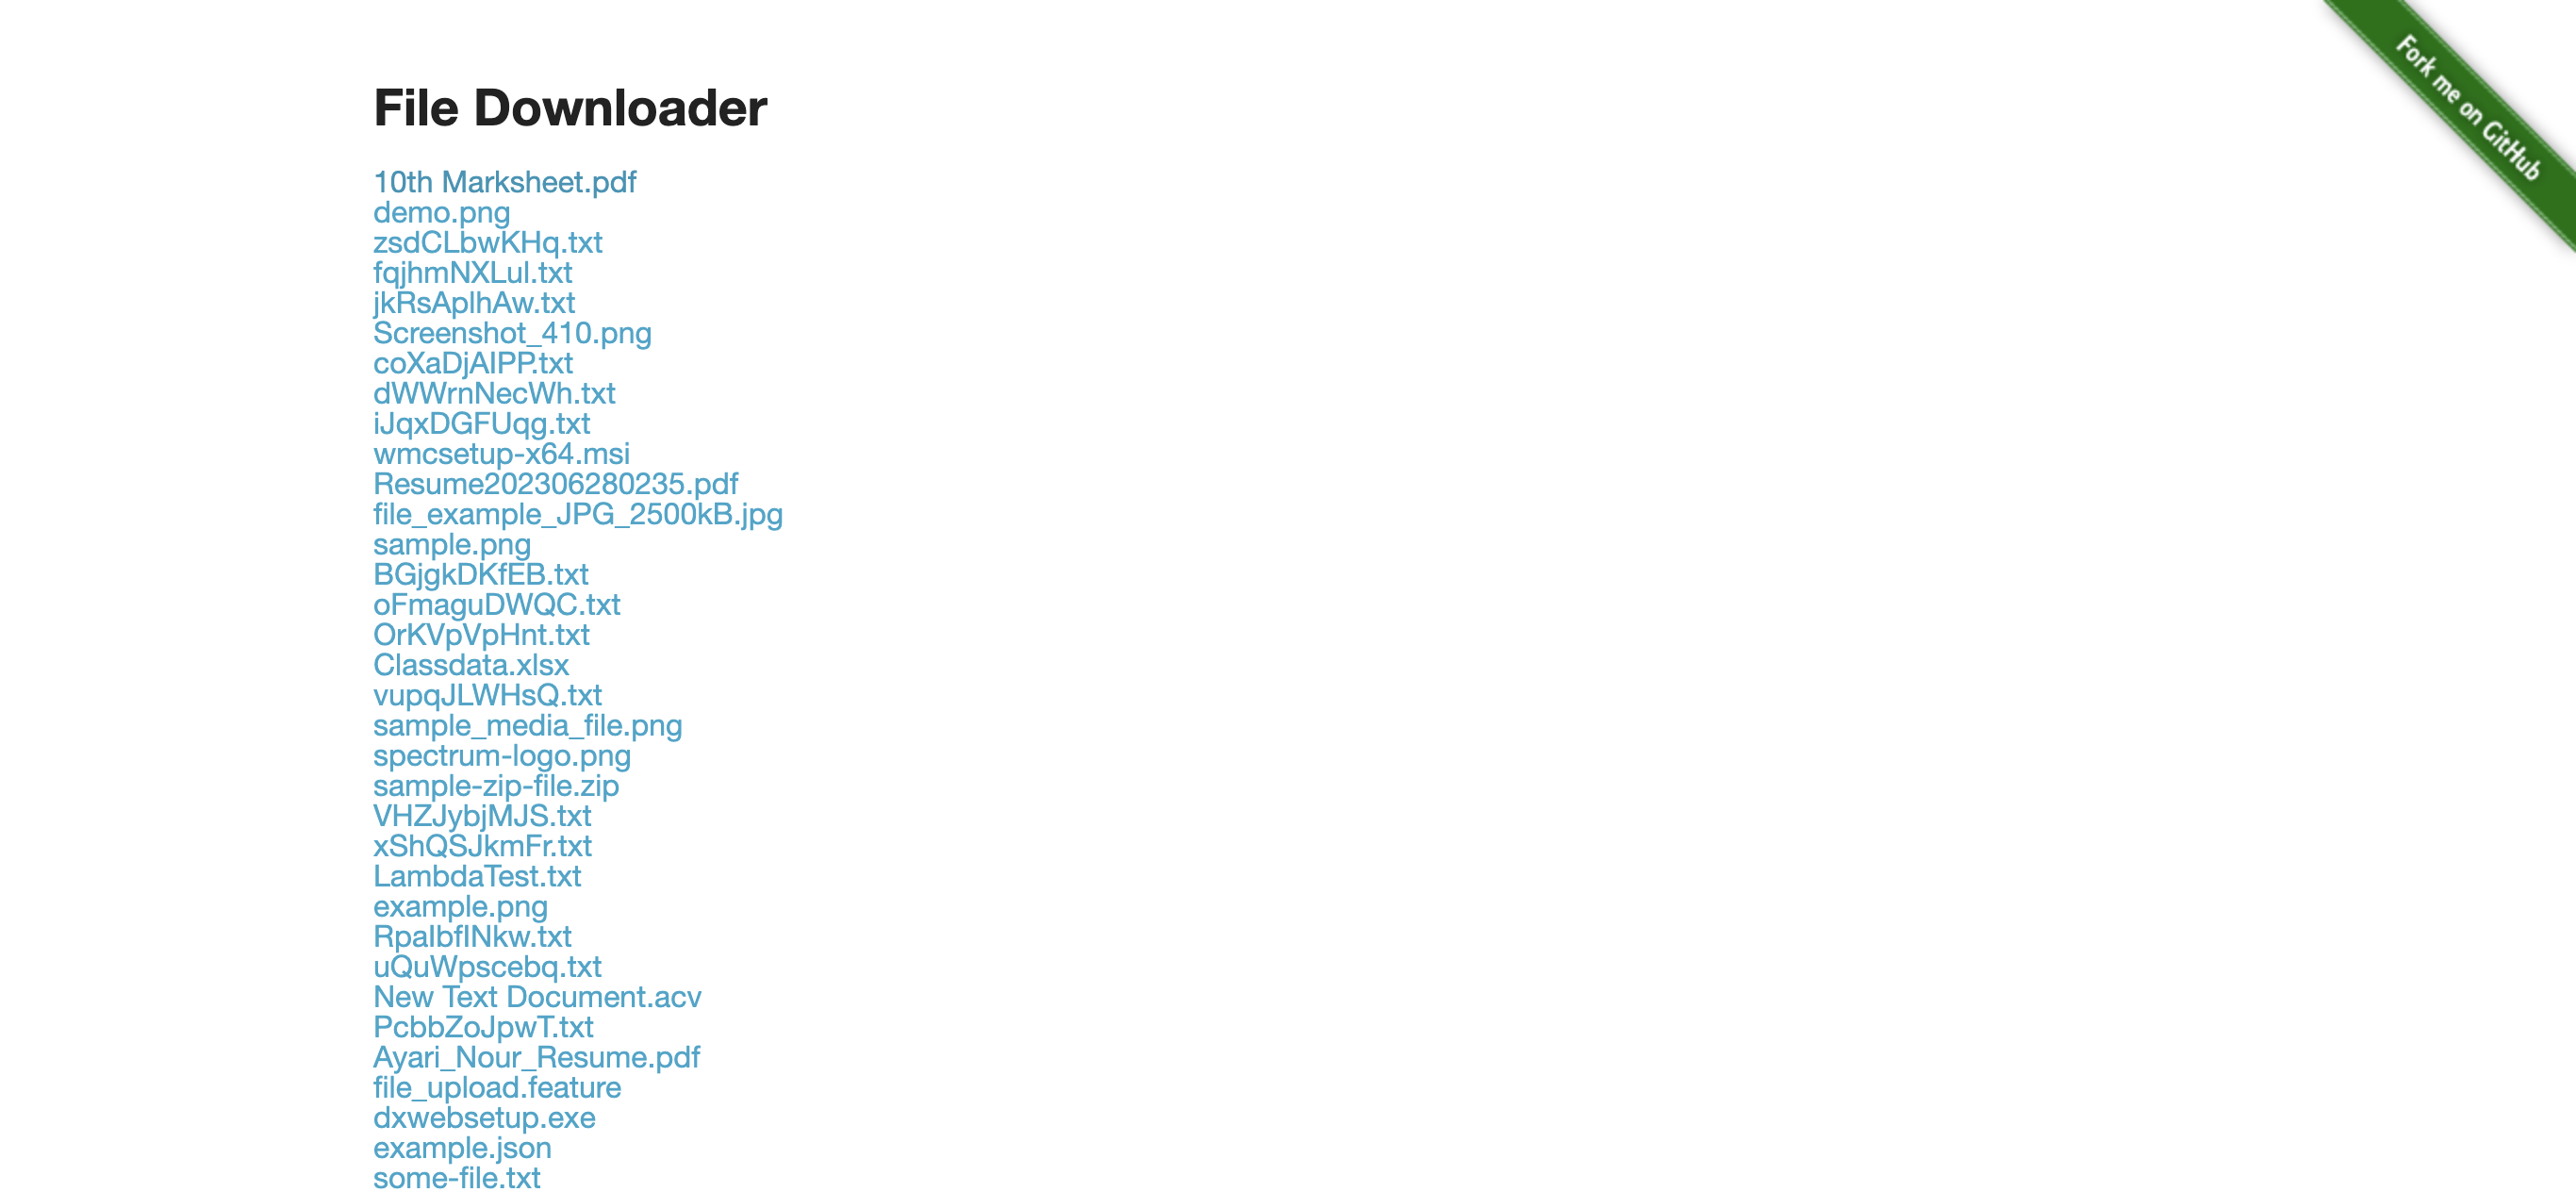 Fork me on GitHub
File Downloader
10th Marksheet.pdf
demo.png
zsdCLbwKHq.txt
fqjhmNXLul.txt
jkRsAplhAw.txt
Screenshot_410.png
coXaDjAIPP.txt
dWWrnNecWh.txt
iJqxDGFUqg.txt
wmcsetup-x64.msi
Resume202306280235.pdf
file_example_JPG_2500kB.jpg
sample.png
BGjgkDKfEB.txt
oFmaguDWQC.txt
OrKVpVpHnt.txt
Classdata.xlsx
vupqJLWHsQ.txt
sample_media_file.png
spectrum-logo.png
sample-zip-file.zip
VHZJybjMJS.txt
xShQSJkmFr.txt
LambdaTest.txt
example.png
RpaIbfINkw.txt
uQuWpscebq.txt
New Text Document.acv
PcbbZoJpwT.txt
Ayari_Nour_Resume.pdf
file_upload.feature
dxwebsetup.exe
example.json
some-file.txt